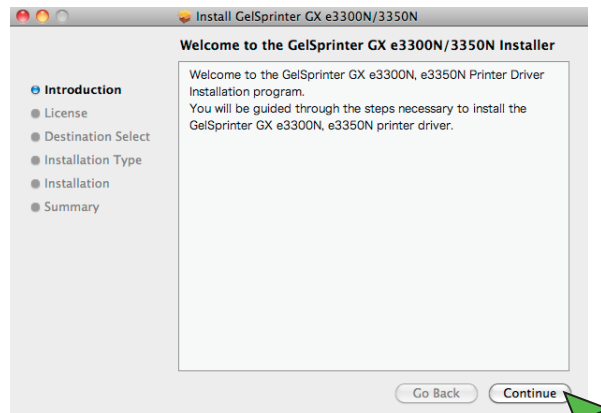 Install GelSprinter GX e3300N/3350N
Welcome to the GelSprinter GX e3300N/3350N Installer
Introduction
License
Destination Select
Installation Type
Installation
Summary
Welcome to the GelSprinter GX e3300N, e3350N Printer Driver
Installation program.
You will be guided through the steps necessary to install the
GelSprinter GX e3300N, e3350N printer driver.
Go Back
Continue